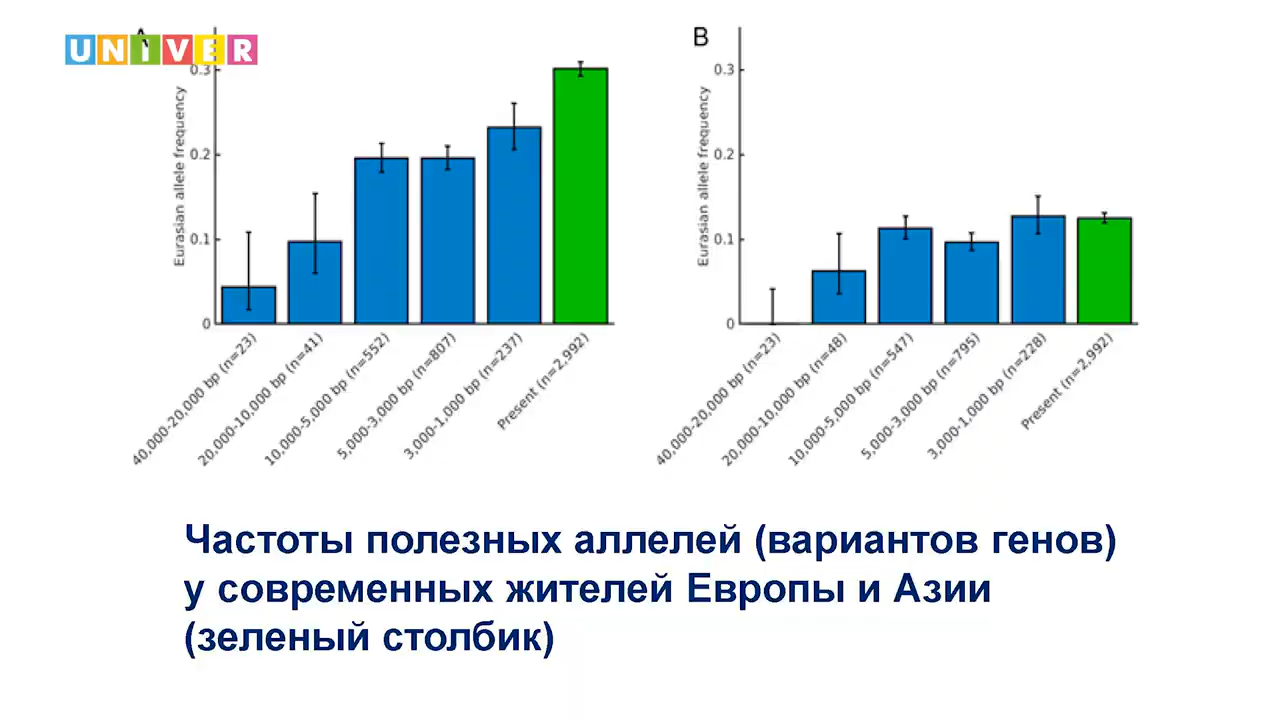 UNIVER
A
B
Eurasian allele frequency
0.3
0.2
0.1
0
40,000-20,000 bp (n=23)
20,000-10,000 bp (n=41)
10,000-5,000 bp (n=552)
5,000-3,000 bp (n=807)
3,000-1,000 bp (n=237)
Present (n=2,992)
Eurasian allele frequency
0.3
0.2
0.1
0
40,000-20,000 bp (n=23)
20,000-10,000 bp (n=48)
10,000-5,000 bp (n=547)
5,000-3,000 bp (n=795)
3,000-1,000 bp (n=228)
Present (n=2,992)
Частоты полезных аллелей (вариантов генов)
у современных жителей Европы и Азии
(зеленый столбик)